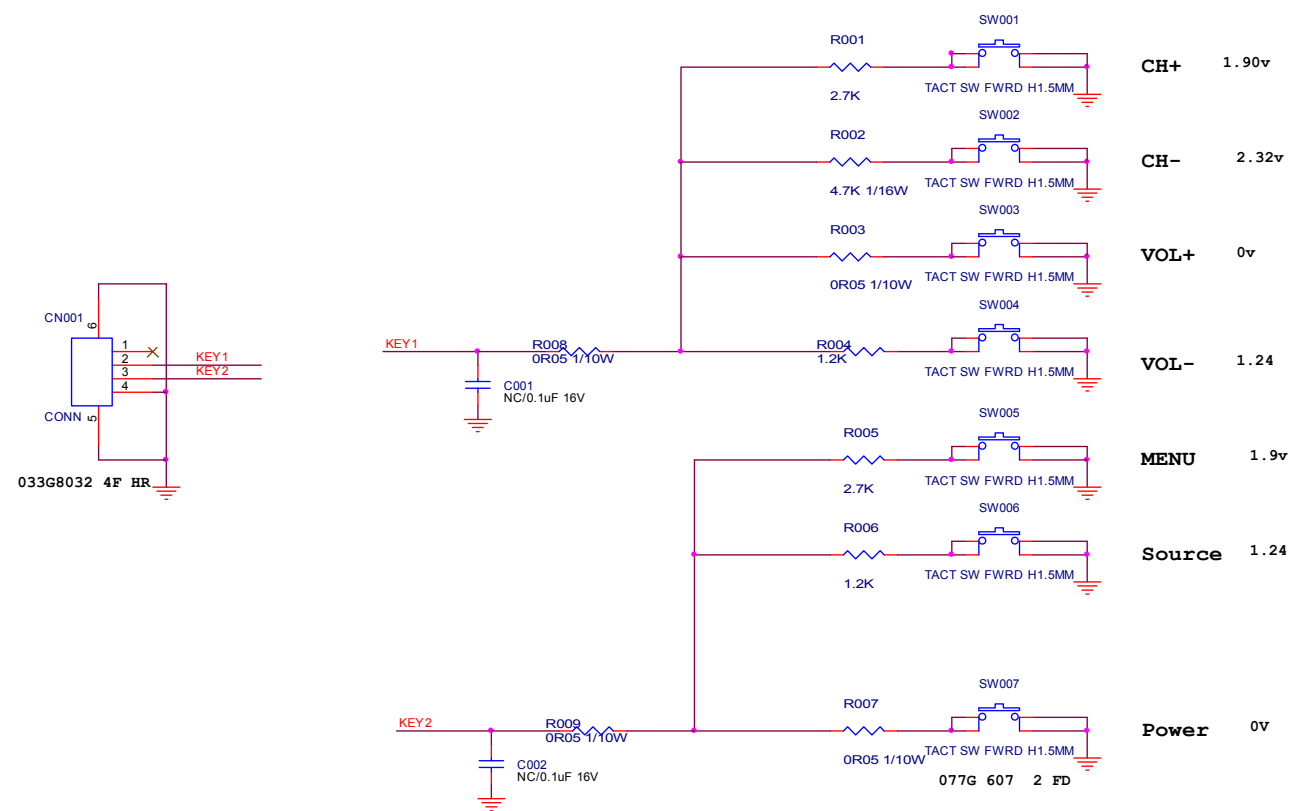 SW001
R001
CH+ 1.90v
2.7K
TACT SW FWRD H1.5MM
SW002
R002
CH- 2.32v
4.7K 1/16W
TACT SW FWRD H1.5MM
SW003
R003
VOL+ 0v
0R05 1/10W
TACT SW FWRD H1.5MM
SW004
CN001
6
1
2
3
4
5
KEY1
KEY2
CONN
033G8032 4F HR
KEY1
R008
0R05 1/10W
R004
1.2K
VOL- 1.24
TACT SW FWRD H1.5MM
C001
NC/0.1uF 16V
SW005
R005
MENU 1.9v
2.7K
TACT SW FWRD H1.5MM
SW006
R006
Source 1.24
1.2K
TACT SW FWRD H1.5MM
SW007
R007
KEY2
R009
0R05 1/10W
Power 0V
0R05 1/10W
TACT SW FWRD H1.5MM
C002
NC/0.1uF 16V
077G 607 2 FD